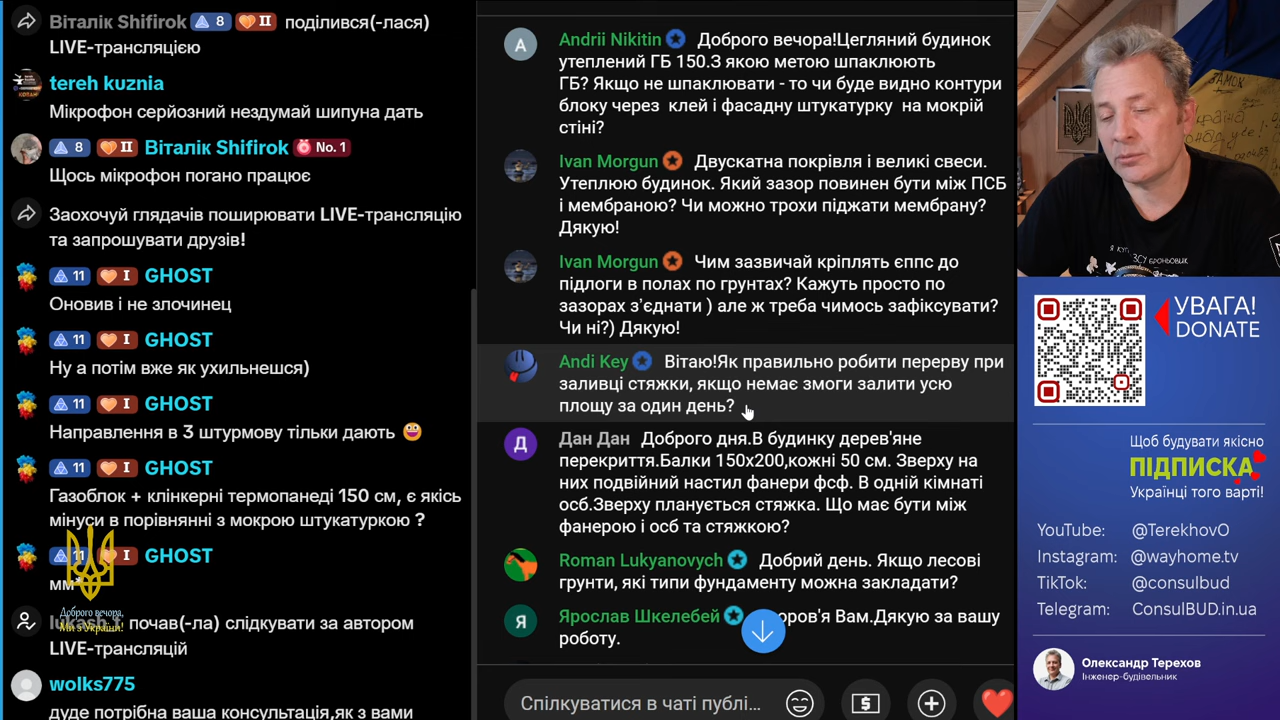 Віталік Shifirok 8 II поділився(-лася)
LIVE-трансляцією
tereh kuznia
Мікрофон серйозний нездумай шипуна дать
8 II Віталік Shifirok No. 1
Щось мікрофон погано працює
Заохочуй глядачів поширювати LIVE-трансляцію
та запрошувати друзів!
11 I GHOST
Оновив і не злочинец
11 I GHOST
Ну а потім вже як ухильнешся)
11 I GHOST
Направлення в 3 штурмову тільки дають
11 I GHOST
Газоблок + клінкерні термопанеді 150 см, є якісь
мінуси в порівнянні з мокрою штукатуркою ?
11 I GHOST
мм*
Доброго вечора,
Ми з України!
lukash_f почав(-ла) слідкувати за автором
LIVE-трансляцій
wolks775
дуде потрібна ваша консультація,як з вами
Andrii Nikitin Доброго вечора!Цегляний будинок
утеплений ГБ 150.З якою метою шпаклюють
ГБ? Якщо не шпаклювати - то чи буде видно контури
блоку через клей і фасадну штукатурку на мокрій
стіні?
Ivan Morgun Двускатна покрівля і великі свеси.
Утеплюю будинок. Який зазор повинен бути між ПСБ
і мембраною? Чи можно трохи піджати мембрану?
Дякую!
Ivan Morgun Чим зазвичай кріплять єппс до
підлоги в полах по грунтах? Кажуть просто по
зазорах з’єднати ) але ж треба чимось зафіксувати?
Чи ні?) Дякую!
Andi Key Вітаю!Як правильно робити перерву при
заливці стяжки, якщо немає змоги залити усю
площу за один день?
Дан Дан Доброго дня.В будинку дерев'яне
перекриття.Балки 150х200,кожні 50 см. Зверху на
них подвійний настил фанери фсф. В одній кімнаті
осб.Зверху планується стяжка. Що має бути між
фанерою і осб та стяжкою?
Roman Lukyanovych Добрий день. Якщо лесові
грунти, які типи фундаменту можна закладати?
Ярослав Шкелебей оров'я Вам.Дякую за вашу
роботу.
Спілкуватися в чаті публі...
УВАГА!
DONATE
Щоб будувати якісно
ПІДПИСКА
Українці того варті!
YouTube: @TerekhovO
Instagram: @wayhome.tv
TikTok: @consulbud
Telegram: ConsulBUD.in.ua
Олександр Терехов
Інженер-будівельник